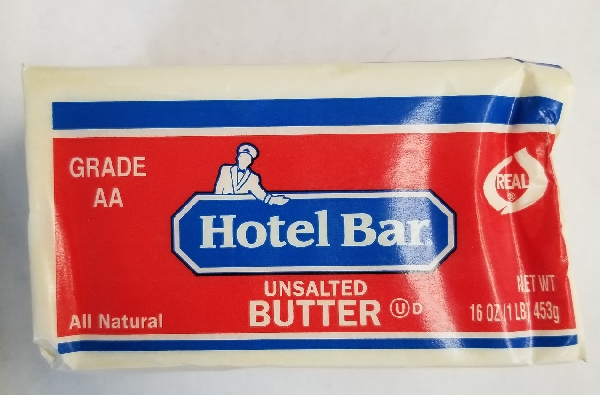 GRADE
AA
REAL
®
Hotel Bar
UNSALTED
BUTTER Ⓤ D
All Natural
NET WT
16 OZ (1 LB) 453g